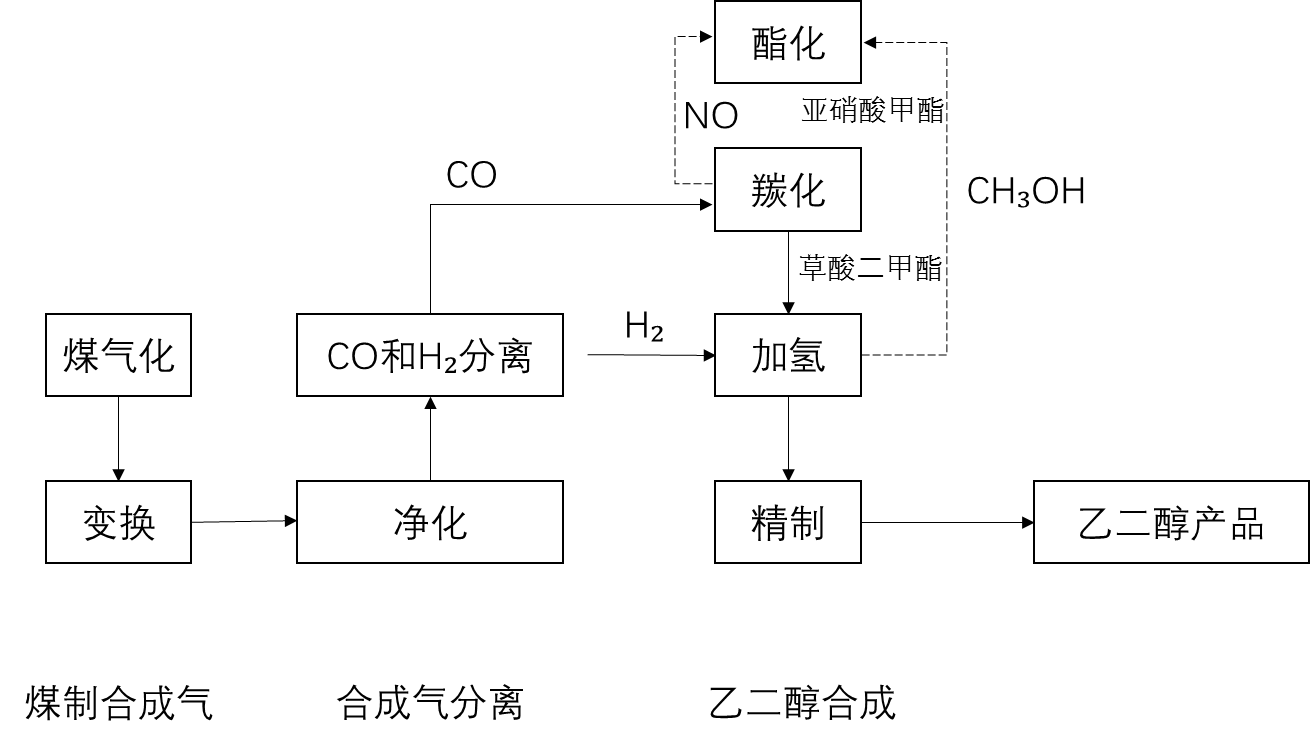 酯化
NO
亚硝酸甲酯
CO
羰化
CH₃OH
草酸二甲酯
煤气化
CO和H₂分离
H₂
加氢
变换
净化
精制
乙二醇产品
煤制合成气
合成气分离
乙二醇合成